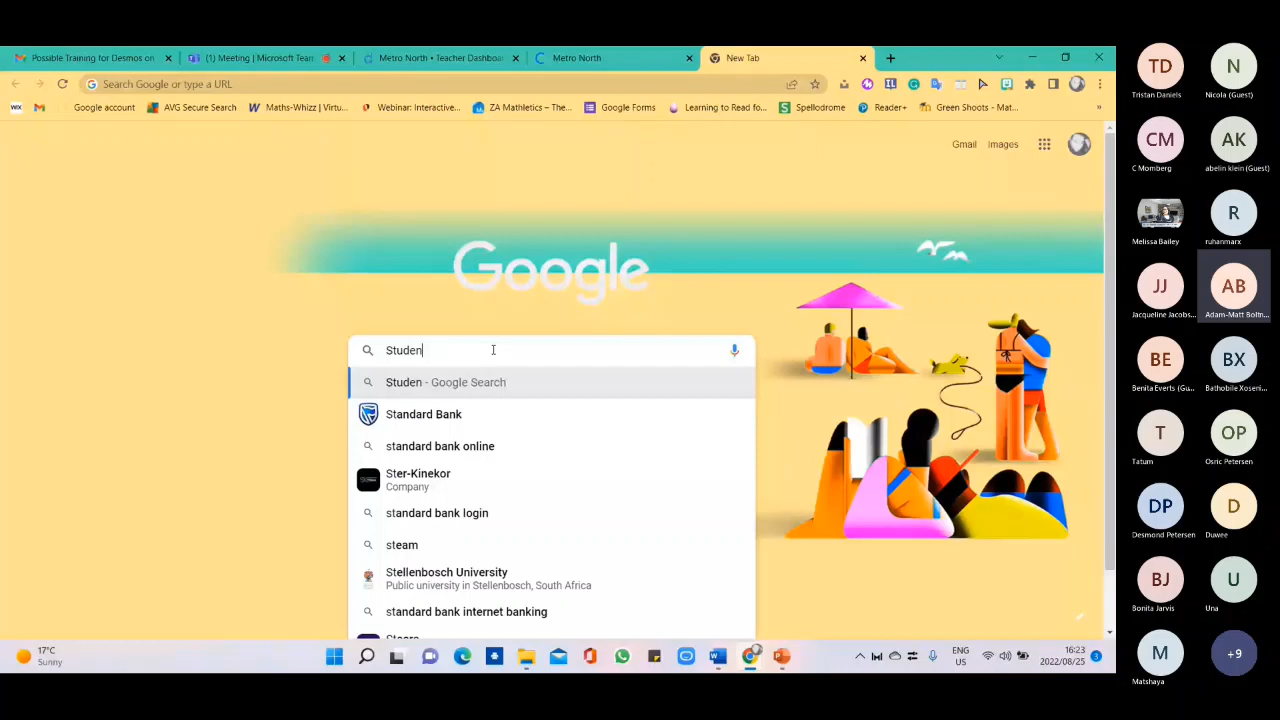 Possible Training for Desmos on
(1) Meeting | Microsoft Team
Metro North • Teacher Dashboa
Metro North
New Tab
Search Google or type a URL
WIX
Google account
AVG Secure Search
Maths-Whizz | Virtu...
Webinar: Interactive...
ZA Mathletics – The...
Google Forms
Learning to Read fo...
Spellodrome
Reader+
Green Shoots - Mat...
»
Gmail
Images
Google
Studen
Studen - Google Search
Standard Bank
standard bank online
Ster-Kinekor
Company
standard bank login
steam
Stellenbosch University
Public university in Stellenbosch, South Africa
standard bank internet banking
17°C
Sunny
ENG
US
16:23
2022/08/25
3
TD
Tristan Daniels
N
Nicola (Guest)
CM
C Momberg
AK
abelin klein (Guest)
Melissa Bailey
R
ruhanmarx
JJ
Jacqueline Jacobs...
AB
Adam-Matt Boltn...
BE
Benita Everts (Gu...
BX
Bathobile Xoseri...
T
Tatum
OP
Osric Petersen
DP
Desmond Petersen
D
Duwee
BJ
Bonita Jarvis
U
Una
M
Matshaya
+9